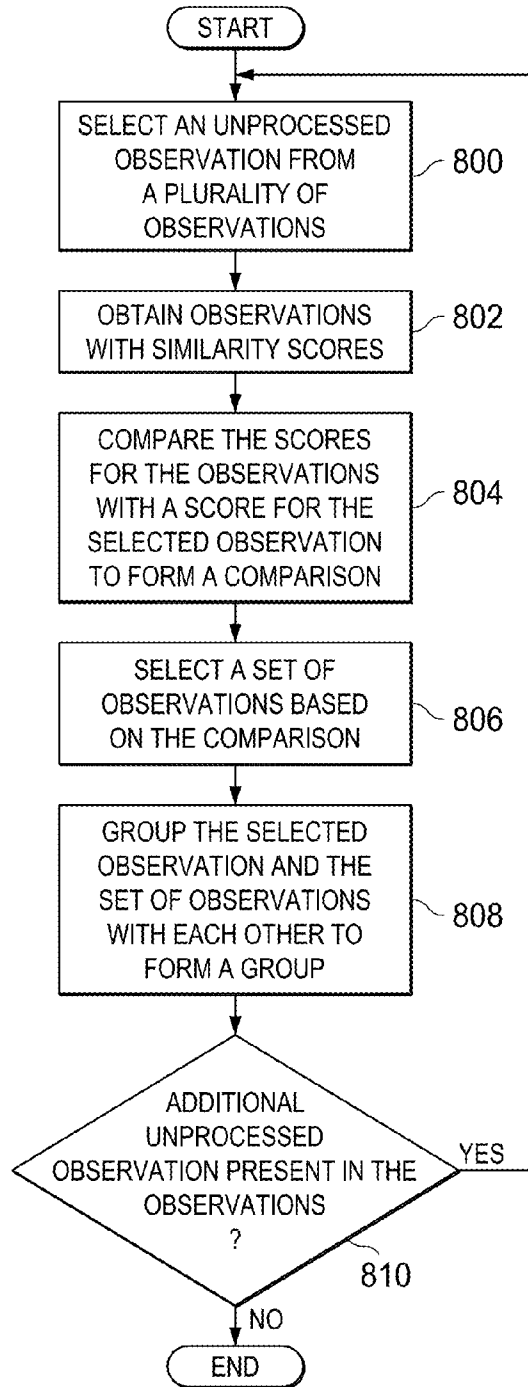 START
SELECT AN UNPROCESSED
OBSERVATION FROM
A PLURALITY OF
OBSERVATIONS
800
OBTAIN OBSERVATIONS
WITH SIMILARITY SCORES
802
COMPARE THE SCORES
FOR THE OBSERVATIONS
WITH A SCORE FOR THE
SELECTED OBSERVATION
TO FORM A COMPARISON
804
SELECT A SET OF
OBSERVATIONS BASED
ON THE COMPARISON
806
GROUP THE SELECTED
OBSERVATION AND THE
SET OF OBSERVATIONS
WITH EACH OTHER TO
FORM A GROUP
808
ADDITIONAL
UNPROCESSED
OBSERVATION PRESENT IN THE
OBSERVATIONS
?
YES
810
NO
END